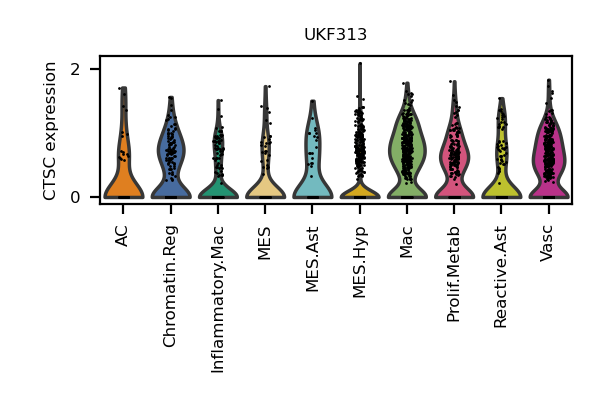 UKF313
CTSC expression
2
0
AC
Chromatin.Reg
Inflammatory.Mac
MES
MES.Ast
MES.Hyp
Mac
Prolif.Metab
Reactive.Ast
Vasc